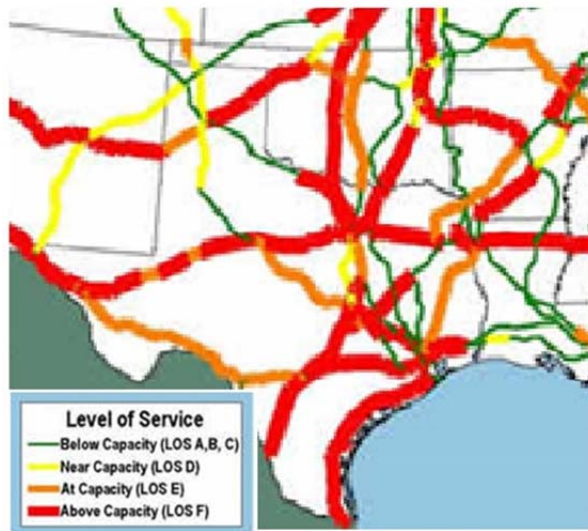 Level of Service
Below Capacity (LOS A,B, C)
Near Capacity (LOS D)
At Capacity (LOS E)
Above Capacity (LOS F)